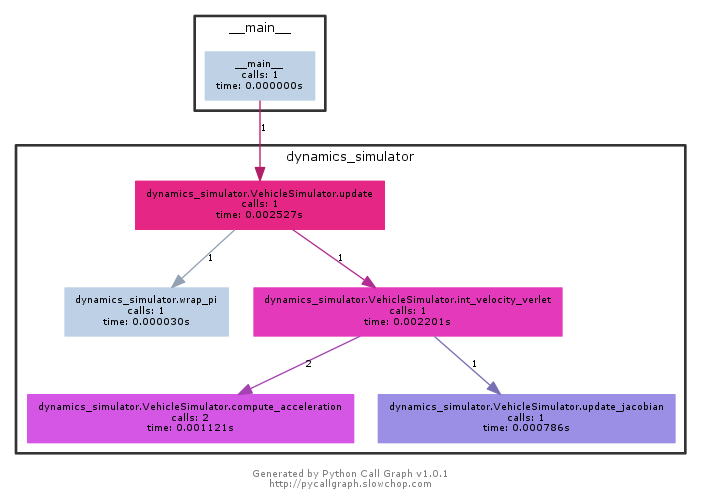 __main__
__main__
calls: 1
time: 0.000000s
1
dynamics_simulator
dynamics_simulator.VehicleSimulator.update
calls: 1
time: 0.002527s
1
1
dynamics_simulator.wrap_pi
calls: 1
time: 0.000030s
dynamics_simulator.VehicleSimulator.int_velocity_verlet
calls: 1
time: 0.002201s
2
1
dynamics_simulator.VehicleSimulator.compute_acceleration
calls: 2
time: 0.001121s
dynamics_simulator.VehicleSimulator.update_jacobian
calls: 1
time: 0.000786s
Generated by Python Call Graph v1.0.1
http://pycallgraph.slowchop.com